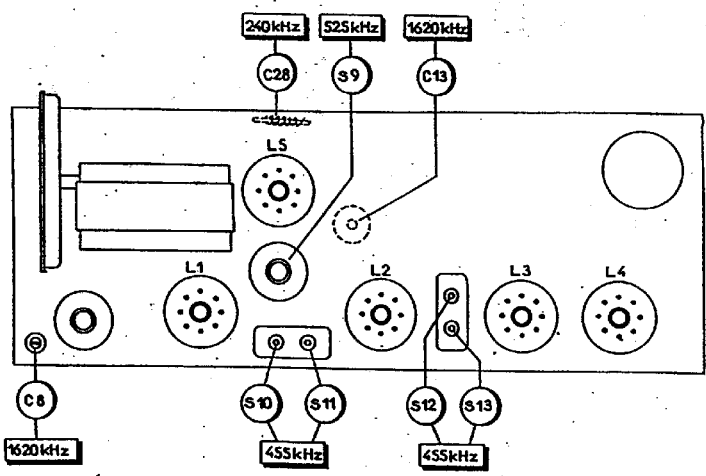 240kHz 525kHz 1620kHz
C28 S9 C13
L5
L1 L2 L3 L4
C8 S10 S11 S12 S13
1620kHz 455kHz 455kHz